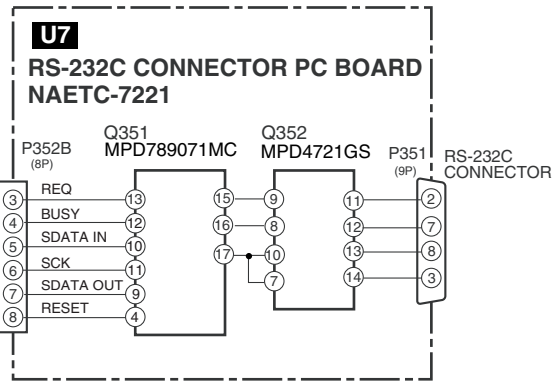 U7
RS-232C CONNECTOR PC BOARD
NAETC-7221
P352B
(8P)
Q351
MPD789071MC
Q352
MPD4721GS
P351
(9P)
RS-232C
CONNECTOR
3 REQ 13 15 9 11 2
4 BUSY 12 16 8 12 7
5 SDATA IN 10 17 10 13 8
6 SCK 11 7 14 3
7 SDATA OUT 9
8 RESET 4